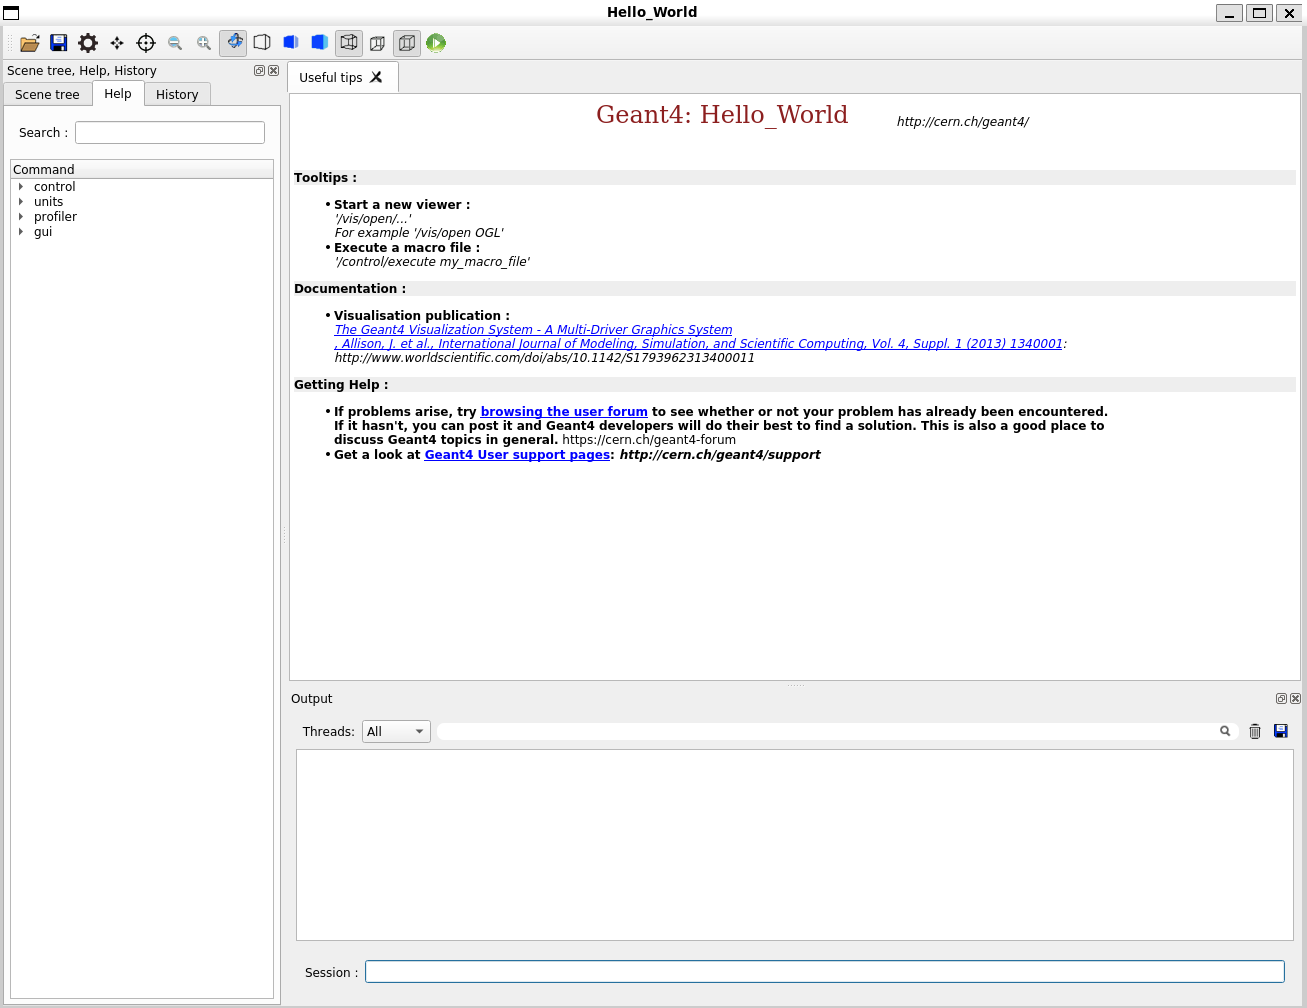 Hello_World
Scene tree, Help, History
Scene tree
Help
History
Search :
Command
control
units
profiler
gui
Useful tips
Geant4: Hello_World
http://cern.ch/geant4/
Tooltips :
• Start a new viewer :
'/vis/open/...'
For example '/vis/open OGL'
• Execute a macro file :
'/control/execute my_macro_file'
Documentation :
• Visualisation publication :
The Geant4 Visualization System - A Multi-Driver Graphics System
, Allison, J. et al., International Journal of Modeling, Simulation, and Scientific Computing, Vol. 4, Suppl. 1 (2013) 1340001:
http://www.worldscientific.com/doi/abs/10.1142/S1793962313400011
Getting Help :
• If problems arise, try browsing the user forum to see whether or not your problem has already been encountered.
If it hasn't, you can post it and Geant4 developers will do their best to find a solution. This is also a good place to
discuss Geant4 topics in general. https://cern.ch/geant4-forum
• Get a look at Geant4 User support pages: http://cern.ch/geant4/support
Output
Threads: All
Session :